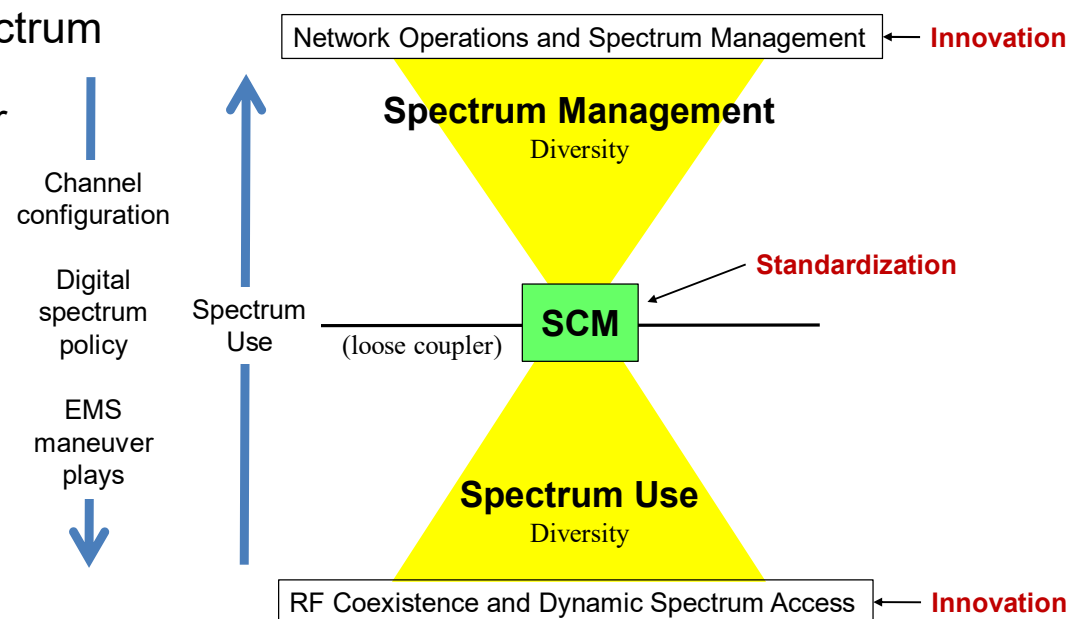 ctrum
r
Channel
configuration
Digital
spectrum
policy
EMS
maneuver
plays
Spectrum
Use
Network Operations and Spectrum Management
Innovation
Spectrum Management
Diversity
Standardization
SCM
(loose coupler)
Spectrum Use
Diversity
RF Coexistence and Dynamic Spectrum Access
Innovation